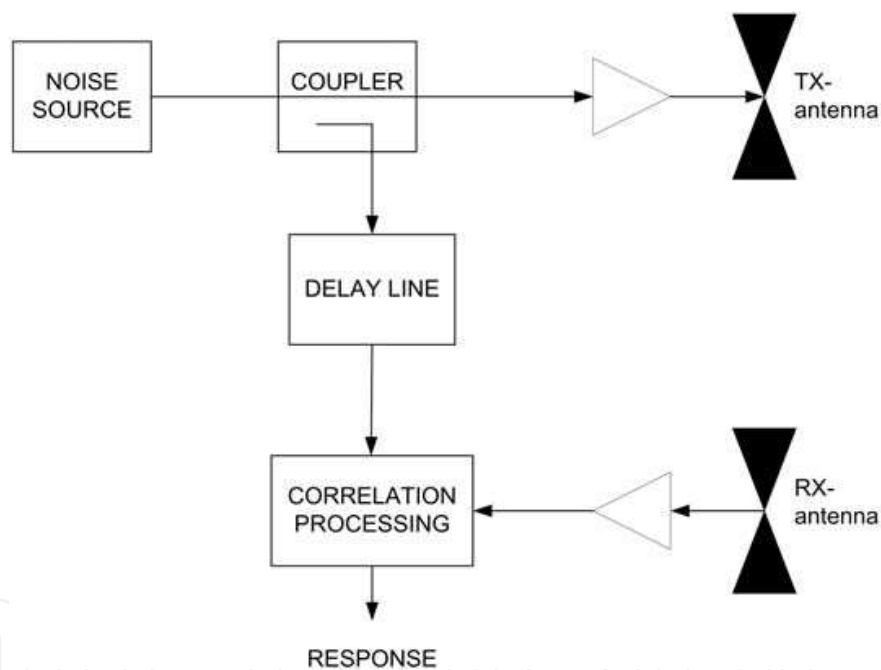 NOISE
SOURCE
COUPLER
TX-
antenna
DELAY LINE
CORRELATION
PROCESSING
RX-
antenna
RESPONSE